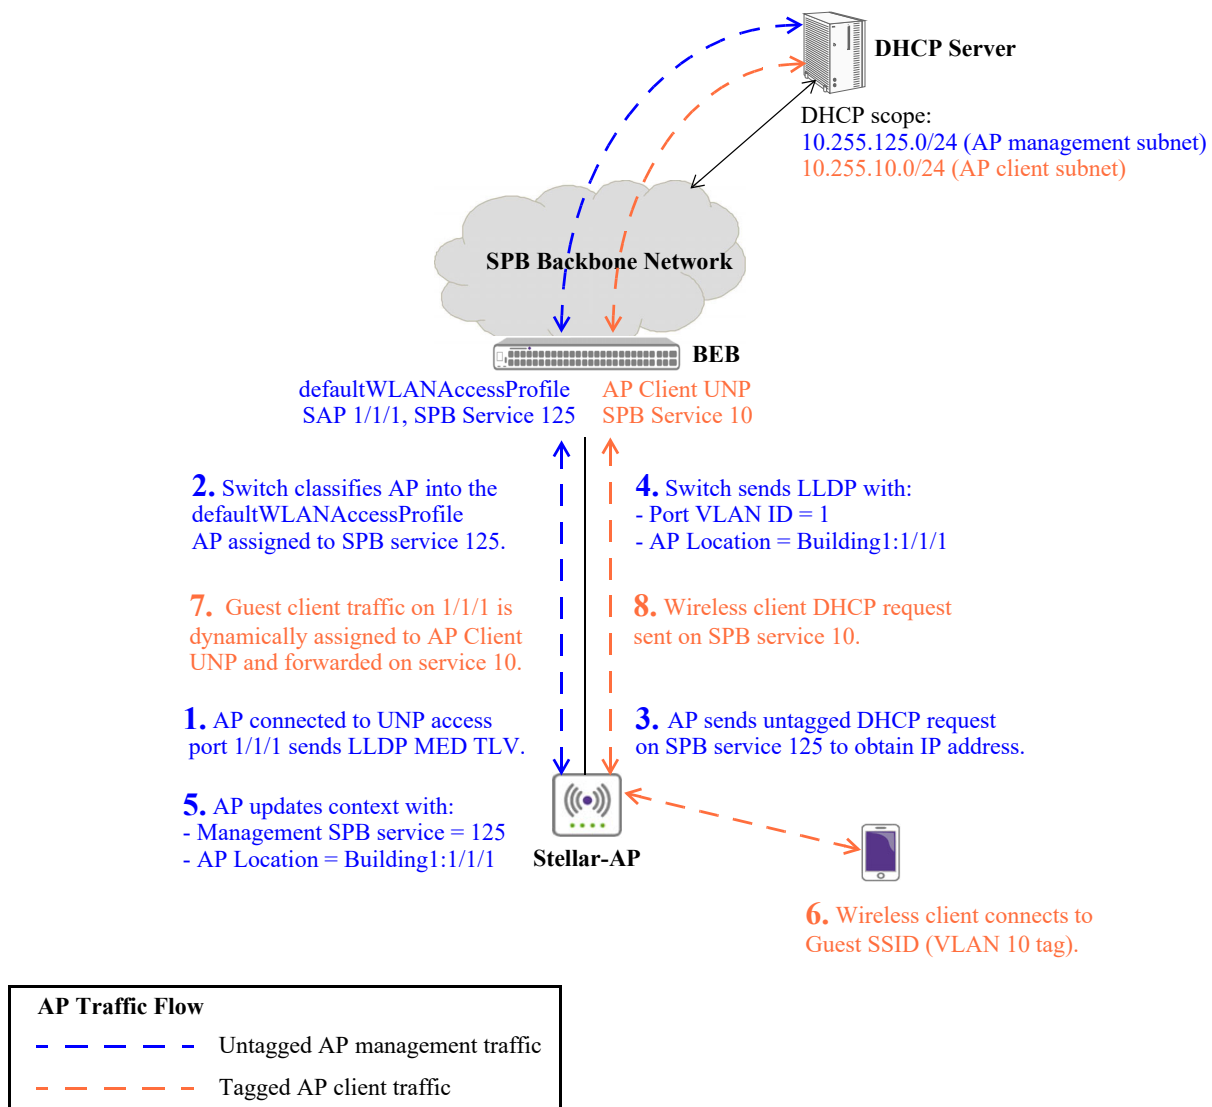 DHCP Server
DHCP scope:
10.255.125.0/24 (AP management subnet)
10.255.10.0/24 (AP client subnet)
SPB Backbone Network
BEB
defaultWLANAccessProfile
SAP 1/1/1, SPB Service 125
AP Client UNP
SPB Service 10
2. Switch classifies AP into the
defaultWLANAccessProfile
AP assigned to SPB service 125.
4. Switch sends LLDP with:
- Port VLAN ID = 1
- AP Location = Building1:1/1/1
7. Guest client traffic on 1/1/1 is
dynamically assigned to AP Client
UNP and forwarded on service 10.
8. Wireless client DHCP request
sent on SPB service 10.
1. AP connected to UNP access
port 1/1/1 sends LLDP MED TLV.
3. AP sends untagged DHCP request
on SPB service 125 to obtain IP address.
5. AP updates context with:
- Management SPB service = 125
- AP Location = Building1:1/1/1
Stellar-AP
6. Wireless client connects to
Guest SSID (VLAN 10 tag).
AP Traffic Flow
Untagged AP management traffic
Tagged AP client traffic